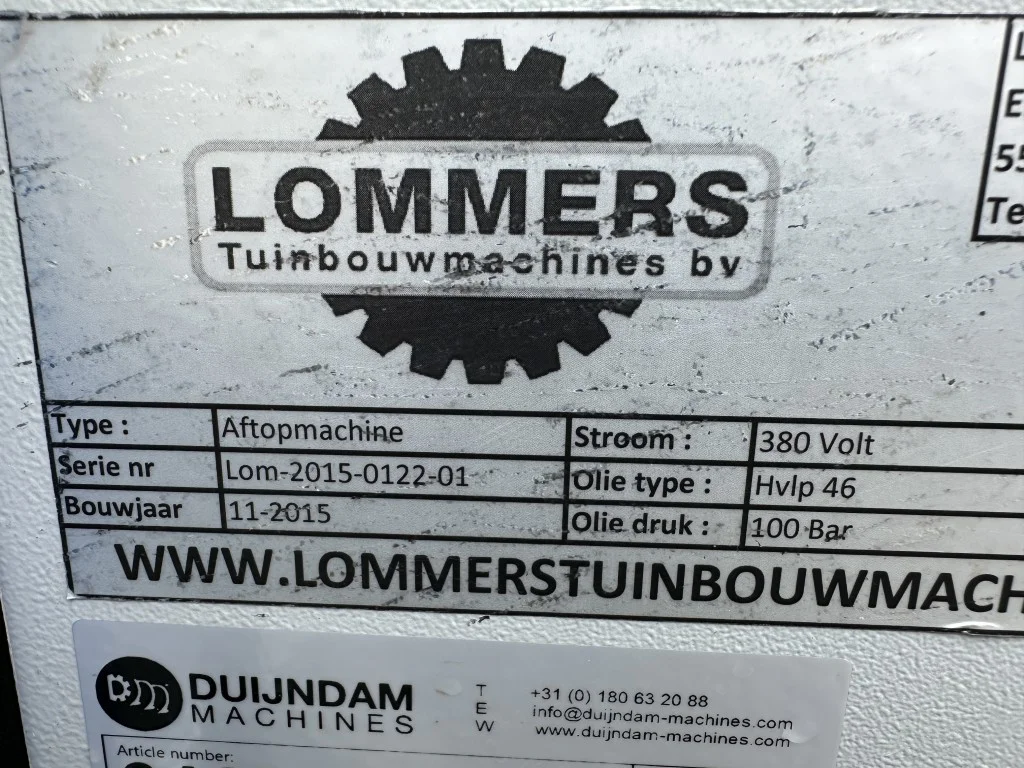 LOMMERS
Tuinbouwmachines bv
55
Te
Type : Aftopmachine Stroom : 380 Volt
Serie nr Lom-2015-0122-01 Olie type : Hvlp 46
Bouwjaar 11-2015 Olie druk : 100 Bar
WWW.LOMMERSTUINBOUWMACH
DUIJNDAM
MACHINES
T +31 (0) 180 63 20 88
E info@duijndam-machines.com
W www.duijndam-machines.com
Article number: